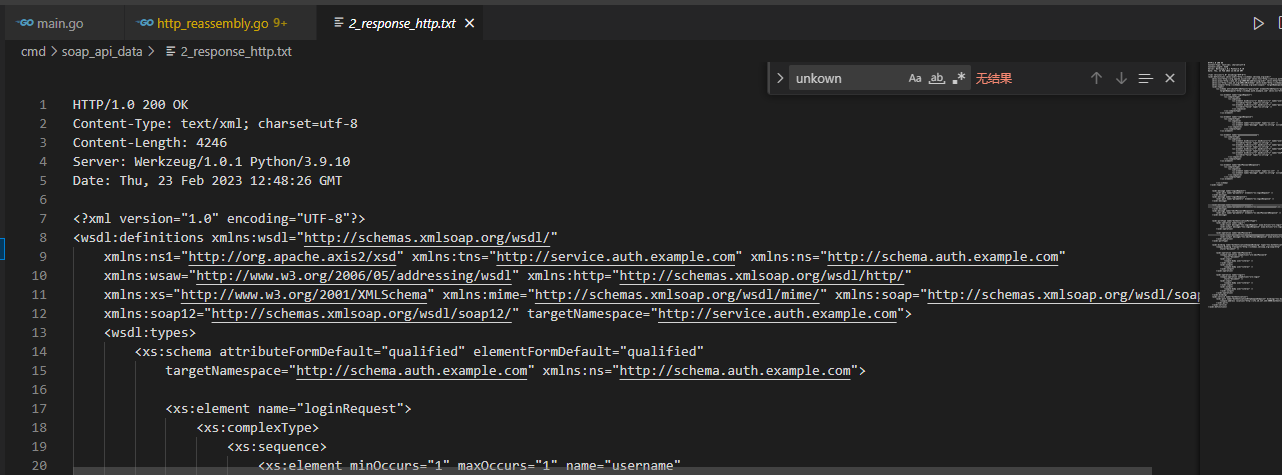 main.go
http_reassembly.go 9+
2_response_http.txt
cmd > soap_api_data > 2_response_http.txt
unkown
Aa ab .*
无结果
1 HTTP/1.0 200 OK
2 Content-Type: text/xml; charset=utf-8
3 Content-Length: 4246
4 Server: Werkzeug/1.0.1 Python/3.9.10
5 Date: Thu, 23 Feb 2023 12:48:26 GMT
6
7 <?xml version="1.0" encoding="UTF-8"?>
8 <wsdl:definitions xmlns:wsdl="http://schemas.xmlsoap.org/wsdl/"
9 xmlns:ns1="http://org.apache.axis2/xsd" xmlns:tns="http://service.auth.example.com" xmlns:ns="http://schema.auth.example.com"
10 xmlns:wsaw="http://www.w3.org/2006/05/addressing/wsdl" xmlns:http="http://schemas.xmlsoap.org/wsdl/http/"
11 xmlns:xs="http://www.w3.org/2001/XMLSchema" xmlns:mime="http://schemas.xmlsoap.org/wsdl/mime/" xmlns:soap="http://schemas.xmlsoap.org/wsdl/soap
12 xmlns:soap12="http://schemas.xmlsoap.org/wsdl/soap12/" targetNamespace="http://service.auth.example.com">
13 <wsdl:types>
14 <xs:schema attributeFormDefault="qualified" elementFormDefault="qualified"
15 targetNamespace="http://schema.auth.example.com" xmlns:ns="http://schema.auth.example.com">
16
17 <xs:element name="loginRequest">
18 <xs:complexType>
19 <xs:sequence>
20 <xs:element minOccurs="1" maxOccurs="1" name="username"